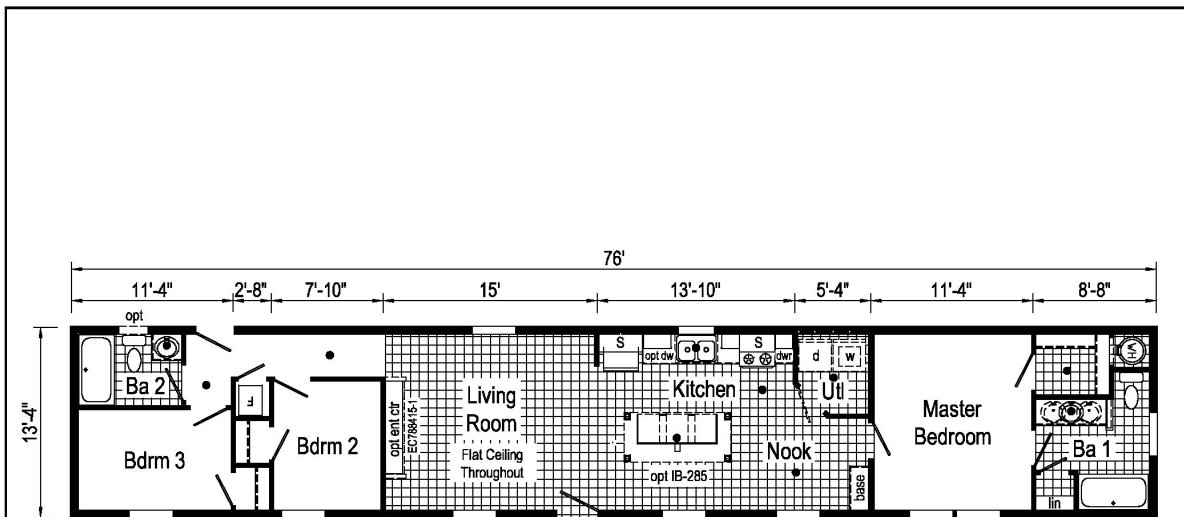 76'
11'-4"
2'-8"
7'-10"
15'
13'-10"
5'-4"
11'-4"
8'-8"
opt
13'-4"
Ba 2
Bdrm 3
F
Bdrm 2
opt ent ctr
EC788415-1
Living
Room
Flat Ceiling
Throughout
S
opt dw
S
dwr
Kitchen
opt IB-285
Nook
base
d
w
Utl
Master
Bedroom
WH
Ba 1
lin